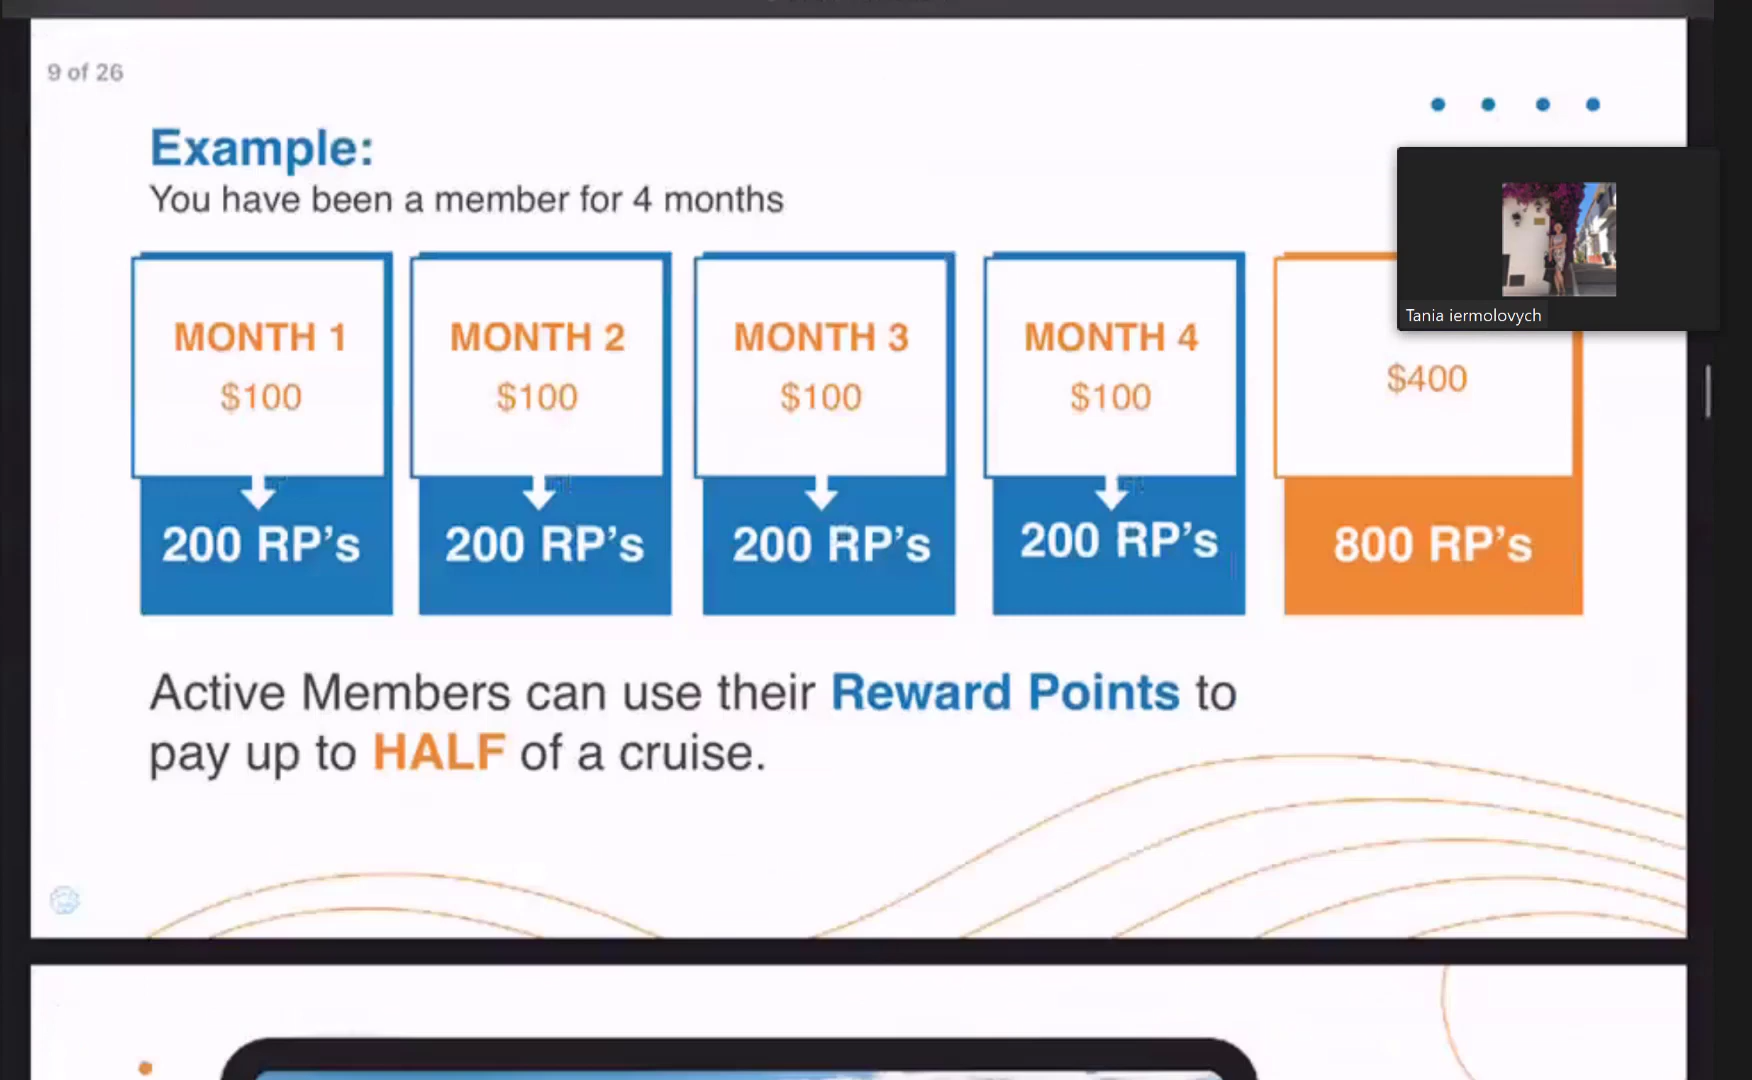 9 of 26
Example:
You have been a member for 4 months
Tania iermolovych
MONTH 1
$100
200 RP's
MONTH 2
$100
200 RP's
MONTH 3
$100
200 RP's
MONTH 4
$100
200 RP's
$400
800 RP's
Active Members can use their Reward Points to
pay up to HALF of a cruise.